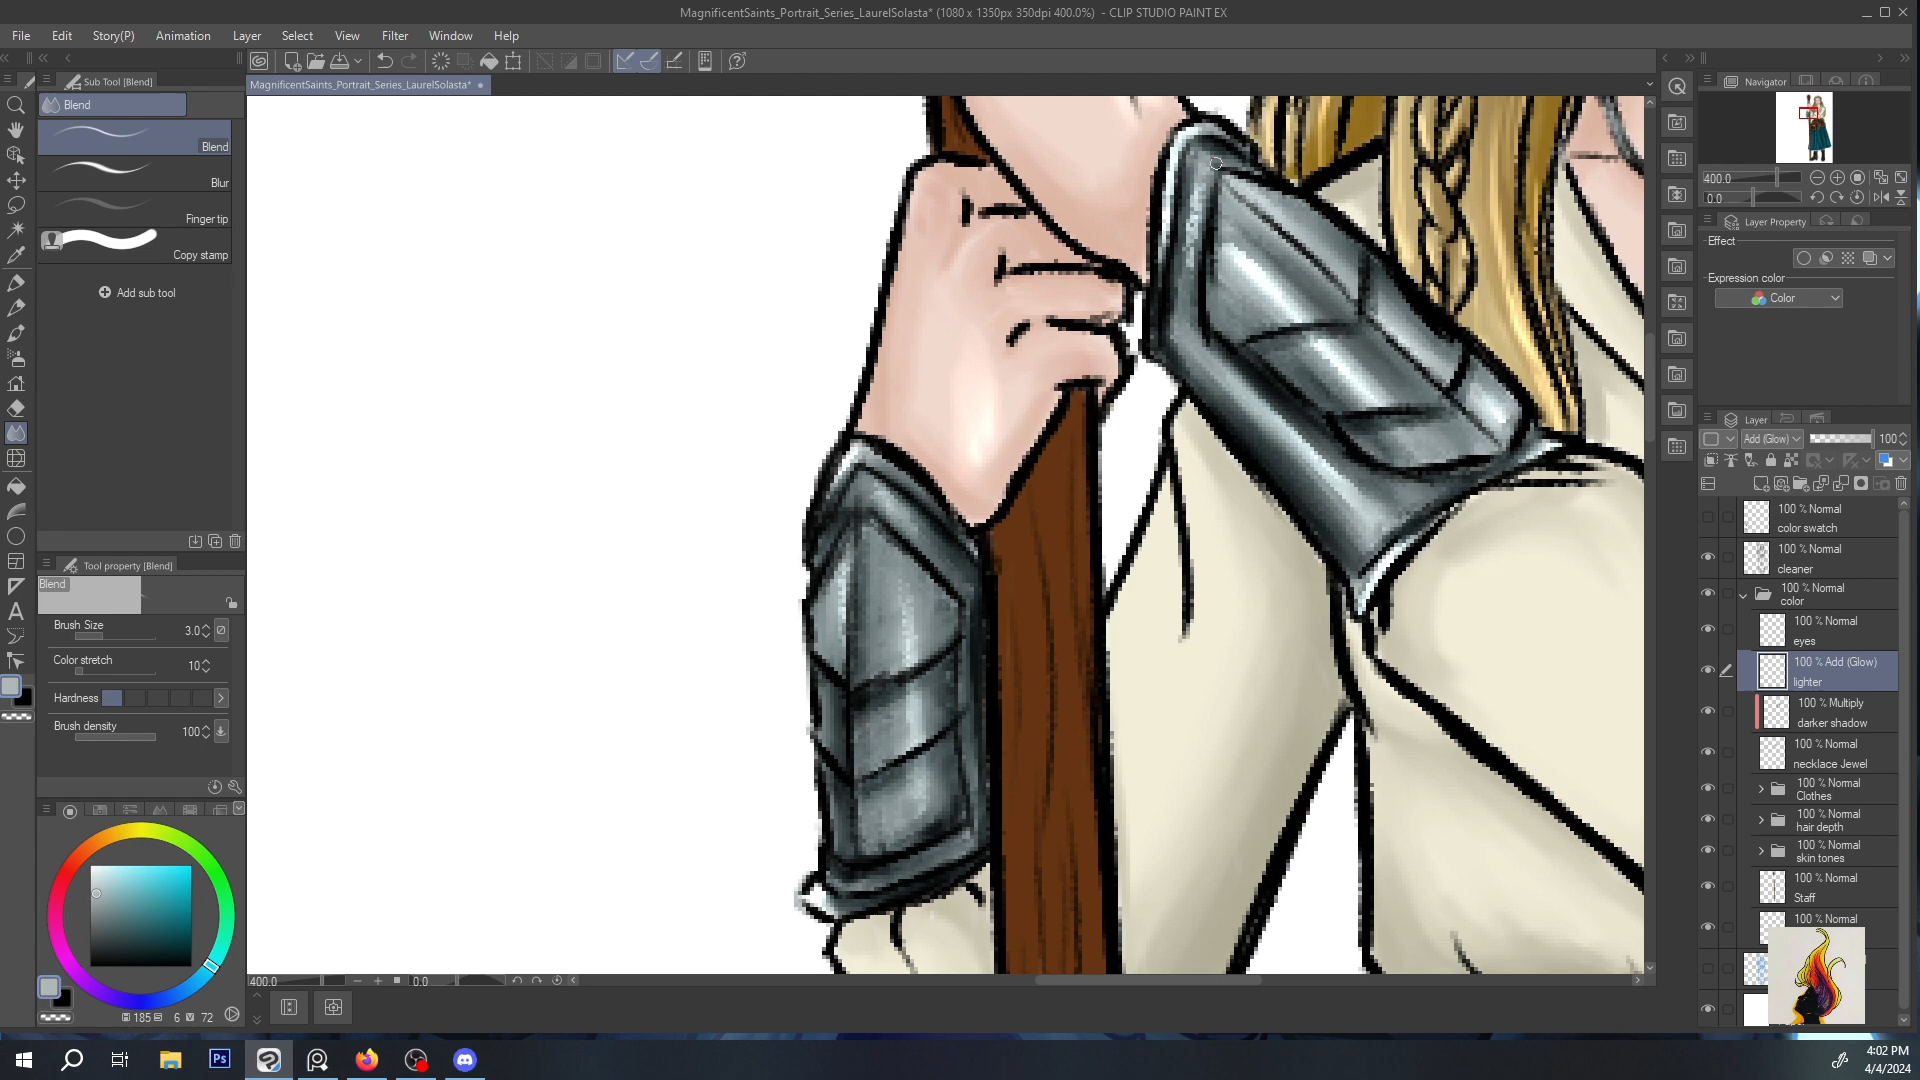 MagnificentSaints_Portrait_Series_LaurelSolasta* (1080 x 1350px 350dpi 400.0%) - CLIP STUDIO PAINT EX
File Edit Story(P) Animation Layer Select View Filter Window Help
Sub Tool [Blend]
MagnificentSaints_Portrait_Series_LaurelSolasta*
Blend
Blend
Blur
Finger tip
Copy stamp
Add sub tool
Tool property [Blend]
Blend
Brush Size 3.0
Color stretch 10
Hardness
Brush density 100
185 6 72
400.0 0.0
Navigator
400.0
0.0
Layer Property
Effect
Expression color
Color
Layer
Add (Glow) 100
100 % Normal
color swatch
100 % Normal
cleaner
100 % Normal
color
100 % Normal
eyes
100 % Add (Glow)
lighter
100 % Multiply
darker shadow
100 % Normal
necklace Jewel
100 % Normal
Clothes
100 % Normal
hair depth
100 % Normal
skin tones
100 % Normal
Staff
100 % Normal
Ps
4:02 PM
4/4/2024